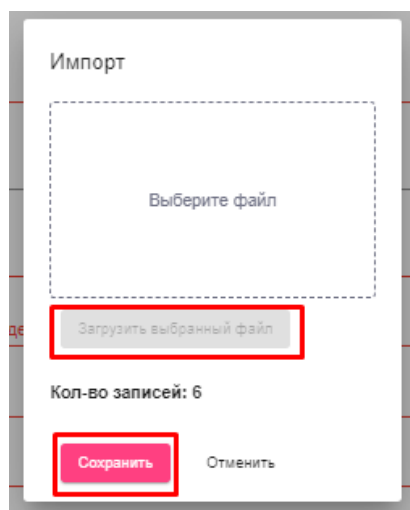 Импорт
Выберите файл
Загрузить выбранный файл
Кол-во записей: 6
Сохранить Отменить